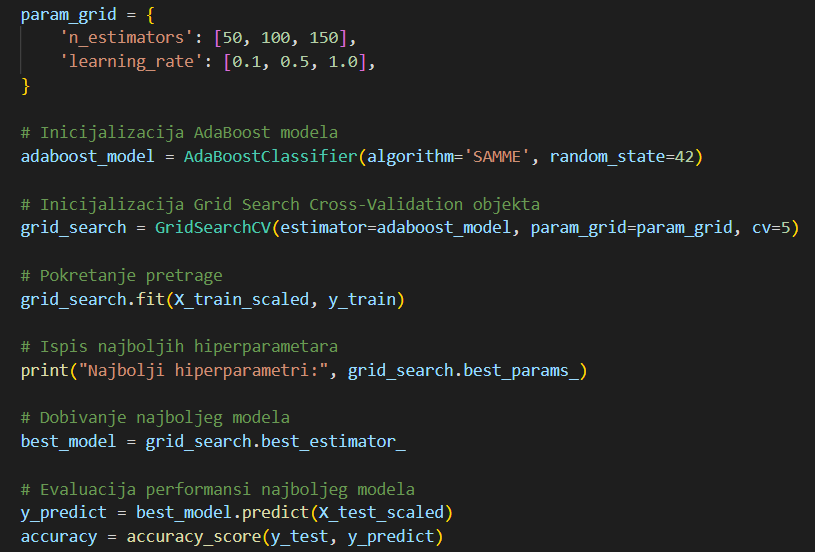 param_grid = {
    'n_estimators': [50, 100, 150],
    'learning_rate': [0.1, 0.5, 1.0],
}
# Inicijalizacija AdaBoost modela
adaboost_model = AdaBoostClassifier(algorithm='SAMME', random_state=42)
# Inicijalizacija Grid Search Cross-Validation objekta
grid_search = GridSearchCV(estimator=adaboost_model, param_grid=param_grid, cv=5)
# Pokretanje pretrage
grid_search.fit(X_train_scaled, y_train)
# Ispis najboljih hiperparametara
print("Najbolji hiperparametri:", grid_search.best_params_)
# Dobivanje najboljeg modela
best_model = grid_search.best_estimator_
# Evaluacija performansi najboljeg modela
y_predict = best_model.predict(X_test_scaled)
accuracy = accuracy_score(y_test, y_predict)